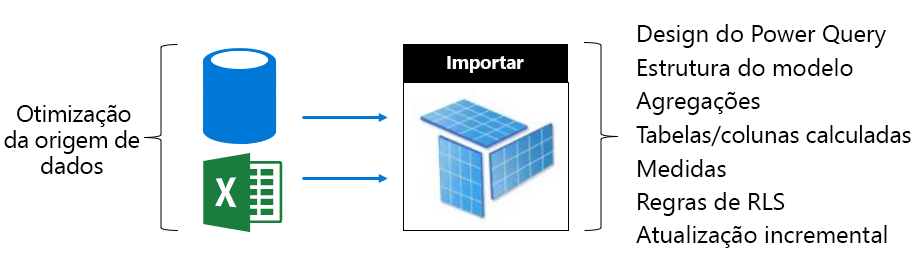 Otimização
da origem de
dados
X
Importar
Design do Power Query
Estrutura do modelo
Agregações
Tabelas/colunas calculadas
Medidas
Regras de RLS
Atualização incremental